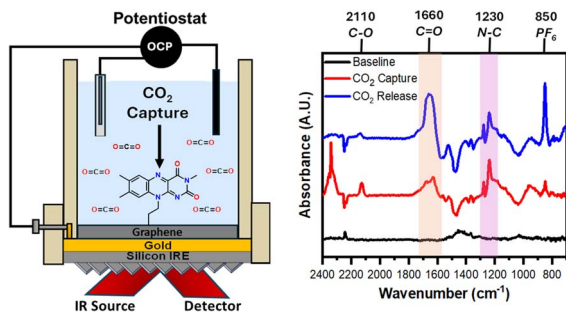 Potentiostat
OCP
CO2
Capture
O=C=O
O=C=O O=C=O
O=C=O O=C=O
O=C=O O=C=O
N N O
N N
O
Graphene
Gold
Silicon IRE
IR Source Detector
2110 1660 1230 850
C-O C=O N-C PF6
Baseline
CO2 Capture
CO2 Release
Absorbance (A.U.)
2400 2200 2000 1800 1600 1400 1200 1000 800
Wavenumber (cm-1)